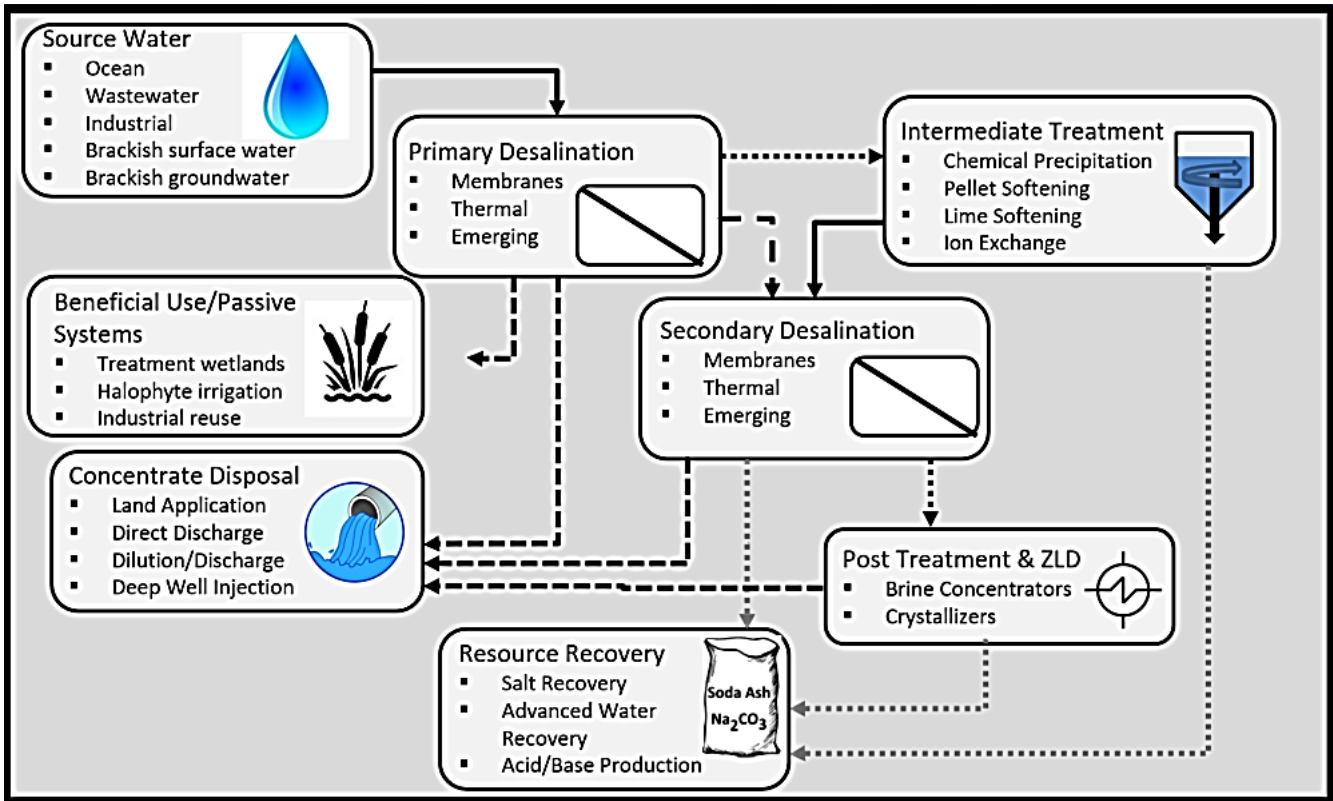 Source Water
▪ Ocean
▪ Wastewater
▪ Industrial
▪ Brackish surface water
▪ Brackish groundwater
Primary Desalination
▪ Membranes
▪ Thermal
▪ Emerging
Intermediate Treatment
▪ Chemical Precipitation
▪ Pellet Softening
▪ Lime Softening
▪ Ion Exchange
Beneficial Use/Passive
Systems
▪ Treatment wetlands
▪ Halophyte irrigation
▪ Industrial reuse
Secondary Desalination
▪ Membranes
▪ Thermal
▪ Emerging
Concentrate Disposal
▪ Land Application
▪ Direct Discharge
▪ Dilution/Discharge
▪ Deep Well Injection
Post Treatment & ZLD
▪ Brine Concentrators
▪ Crystallizers
Resource Recovery
▪ Salt Recovery
▪ Advanced Water
Recovery
▪ Acid/Base Production
Soda Ash
Na2CO3